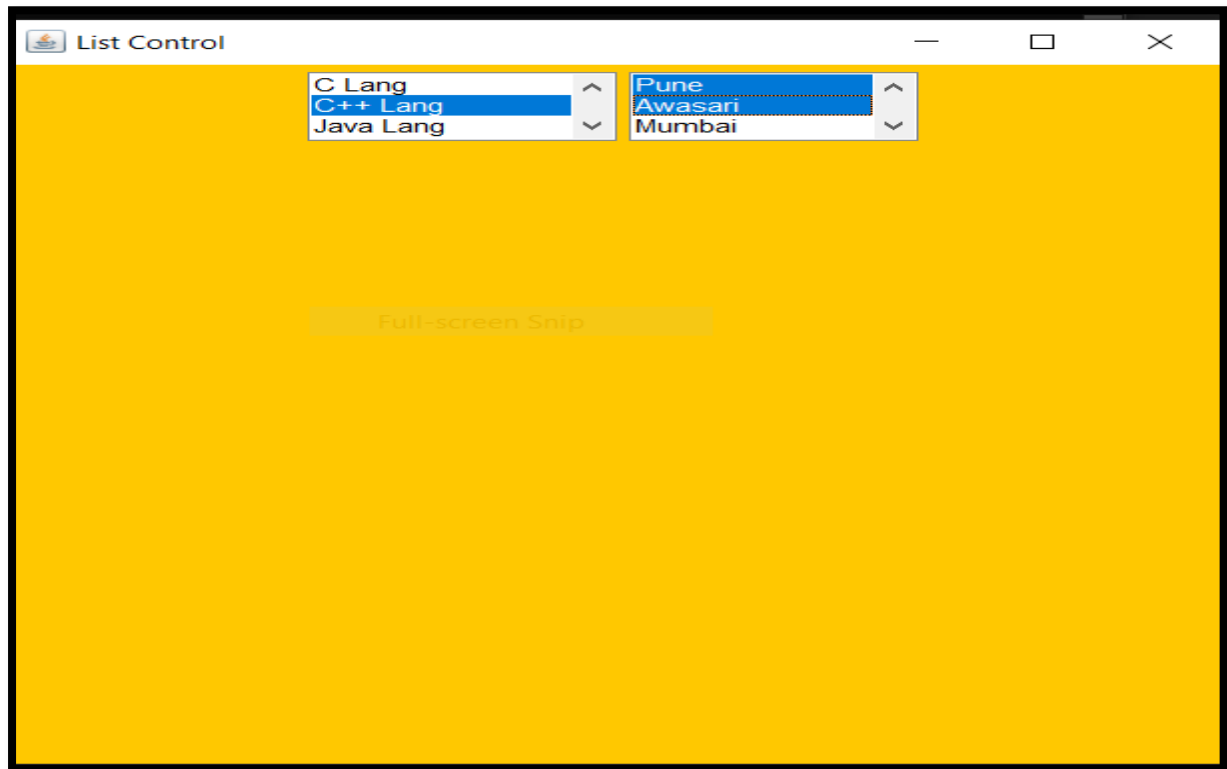 List Control
C Lang
C++ Lang
Java Lang
Pune
Awasari
Mumbai
Full-screen Snip